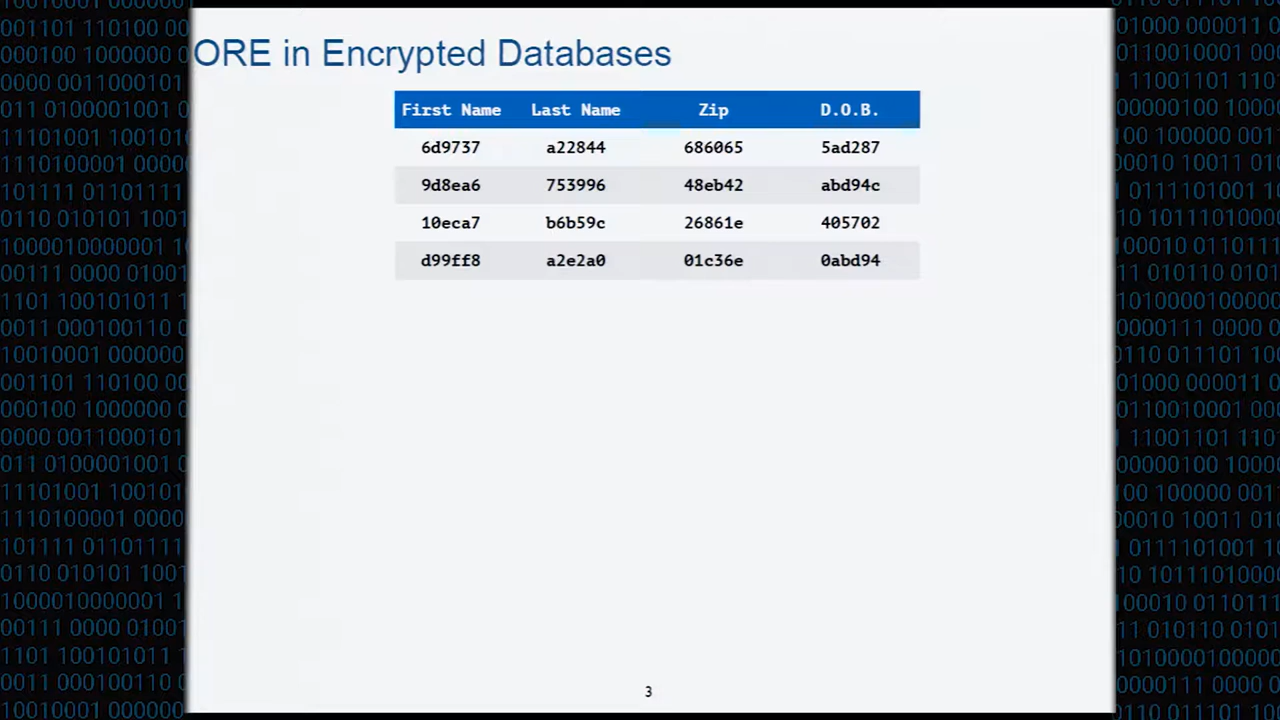 ORE in Encrypted Databases
First Name Last Name Zip D.O.B.
6d9737 a22844 686065 5ad287
9d8ea6 753996 48eb42 abd94c
10eca7 b6b59c 26861e 405702
d99ff8 a2e2a0 01c36e 0abd94
3